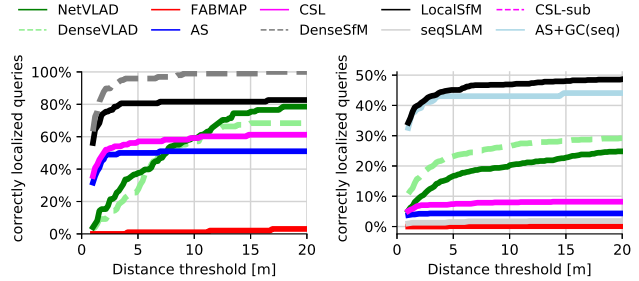 NetVLAD FABMAP CSL LocalSfM CSL-sub
DenseVLAD AS DenseSfM seqSLAM AS+GC(seq)
correctly localized queries
100%
80%
60%
40%
20%
0%
0 5 10 15 20
Distance threshold [m]
correctly localized queries
50%
40%
30%
20%
10%
0%
0 5 10 15 20
Distance threshold [m]